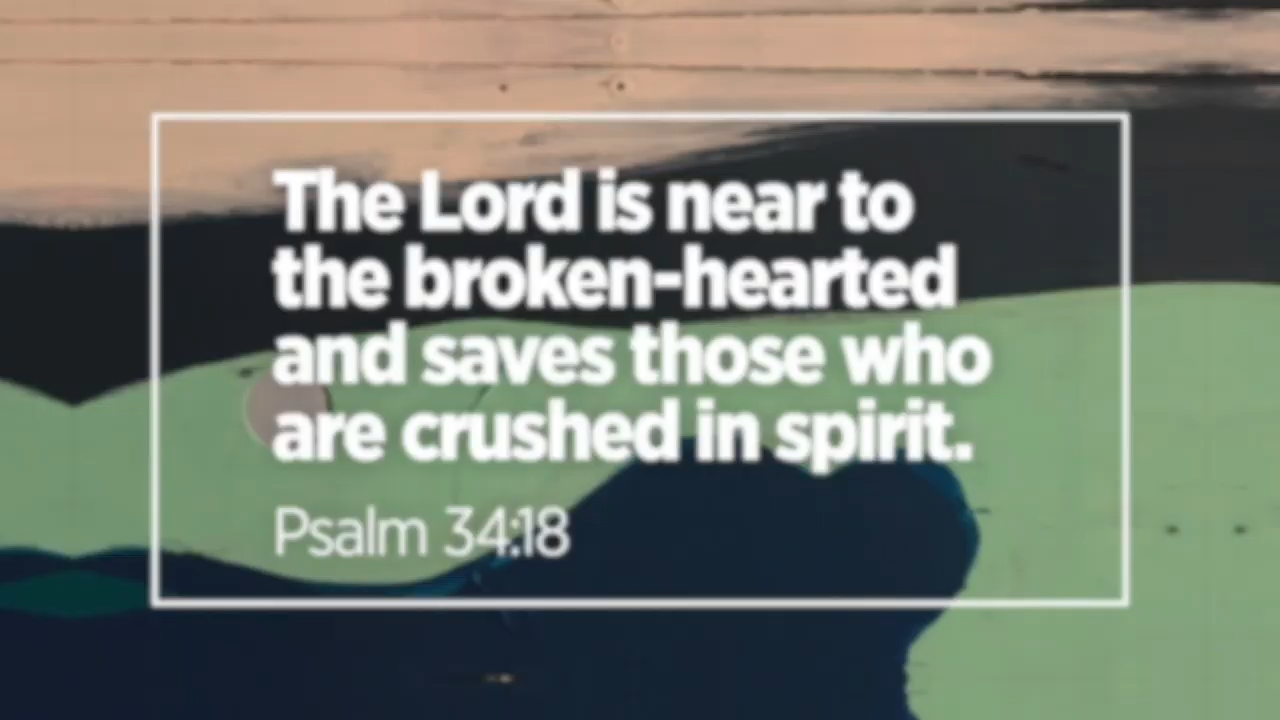 The Lord is near to
the broken-hearted
and saves those who
are crushed in spirit.
Psalm 34:18